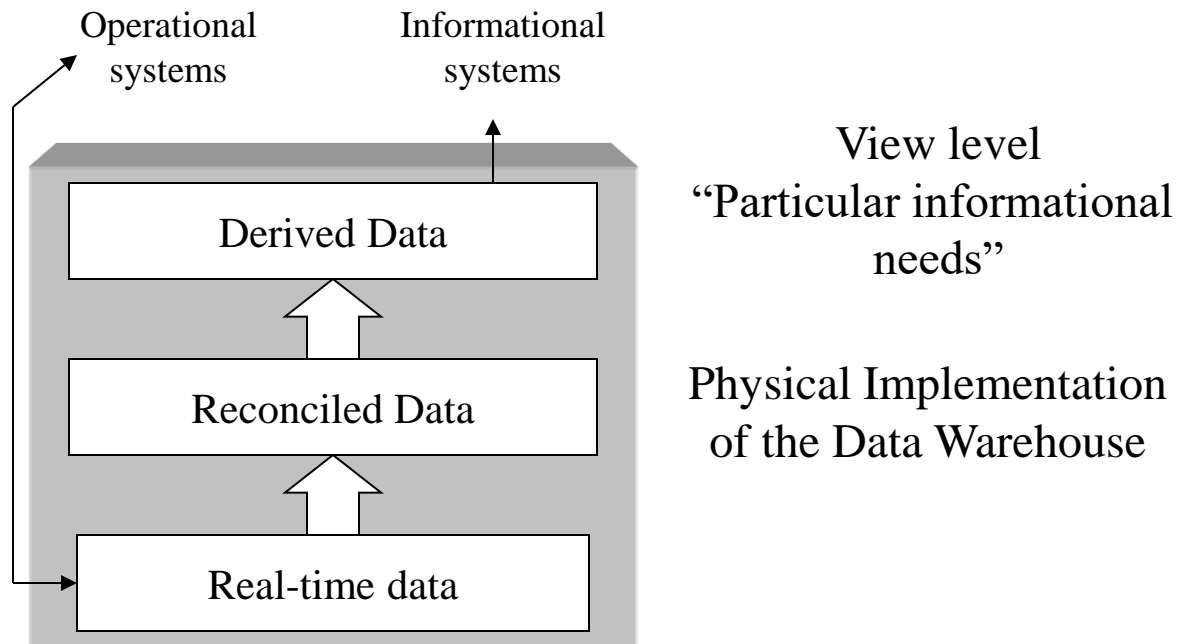 Operational
systems
Informational
systems
Derived Data
View level
“Particular informational
needs”
Reconciled Data
Physical Implementation
of the Data Warehouse
Real-time data